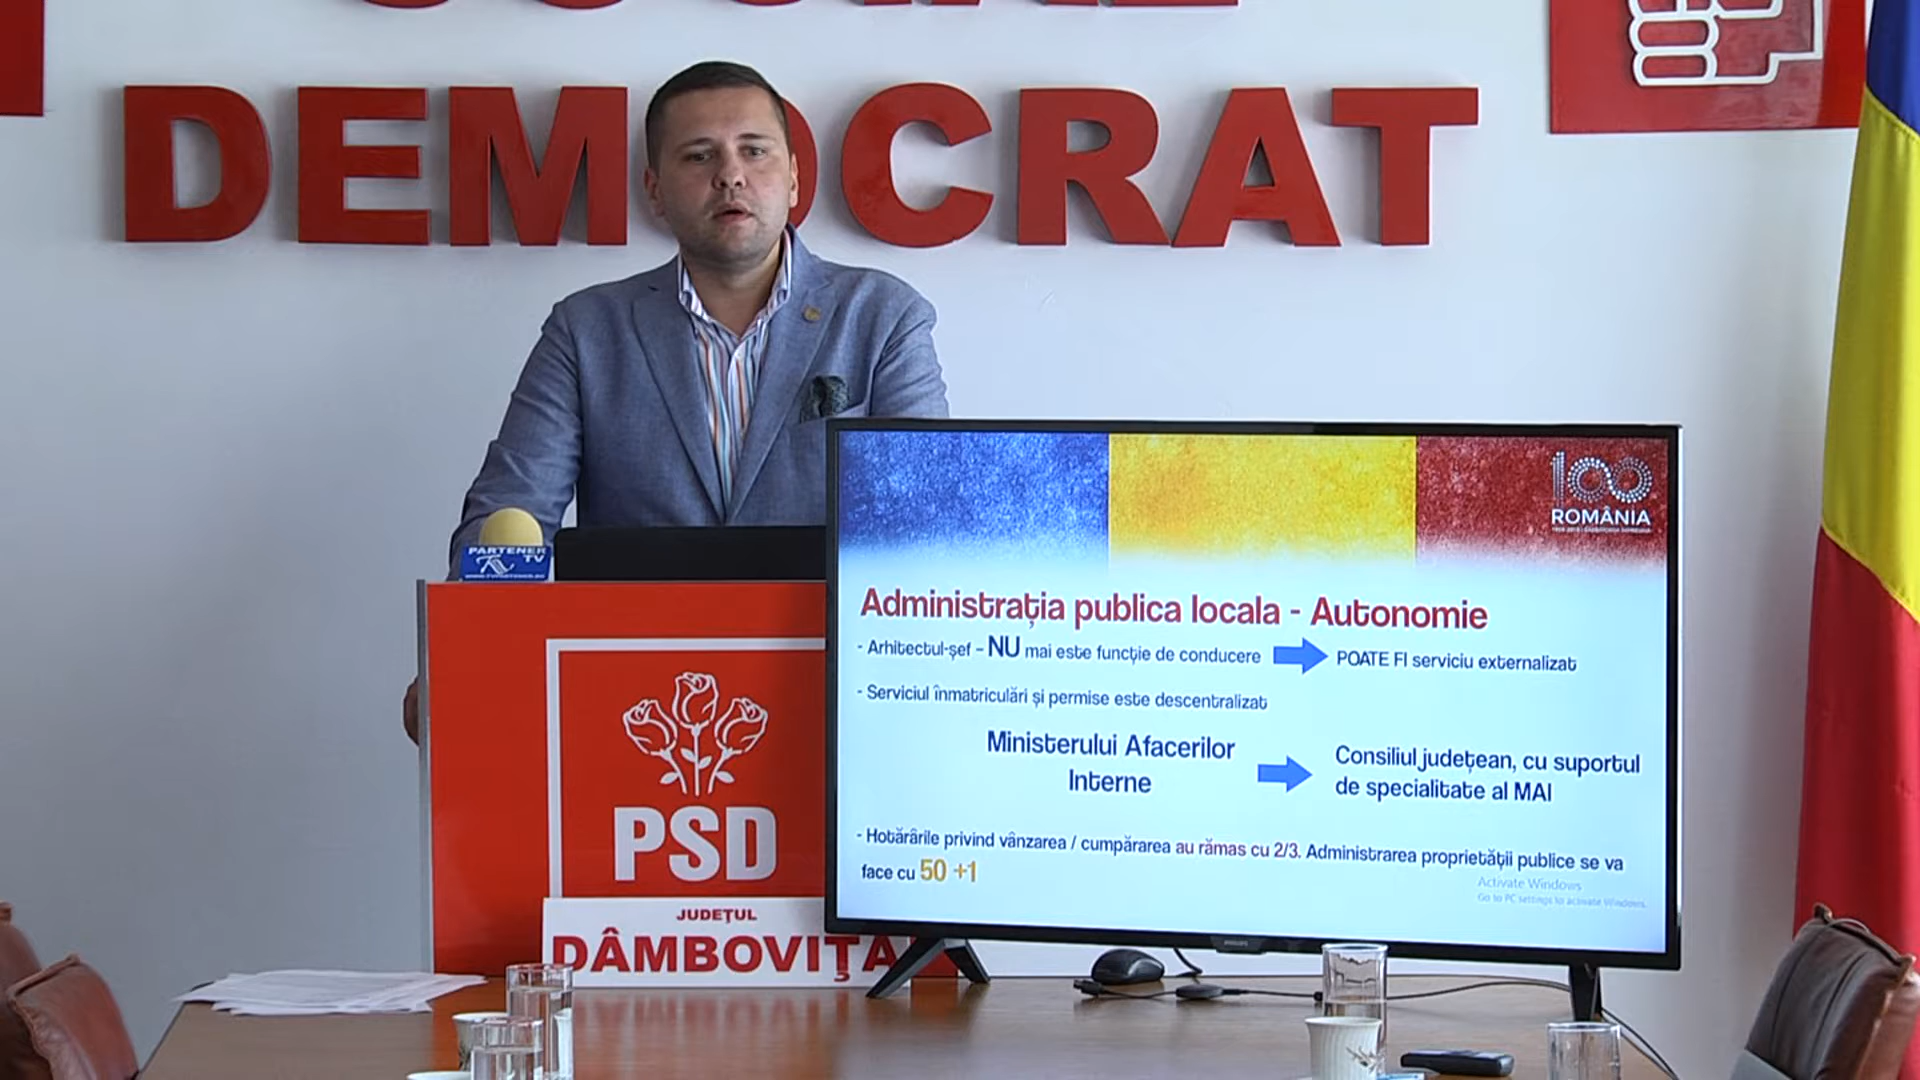 DEMOCRAT
100
ROMÂNIA
PARTENER
TV
Administrația publica locala - Autonomie
- Arhitectul-șef – NU mai este funcție de conducere POATE FI serviciu externalizat
- Serviciul înmatriculări și permise este descentralizat
Ministerului Afacerilor
Interne
Consiliul județean, cu suportul
de specialitate al MAI
- Hotărârile privind vânzarea / cumpărarea au rămas cu 2/3. Administrarea proprietății publice se va
face cu 50 +1
Activate Windows
Go to PC settings to activate Windows.
PHILIPS
PSD
JUDEŢUL
DÂMBOVIŢA